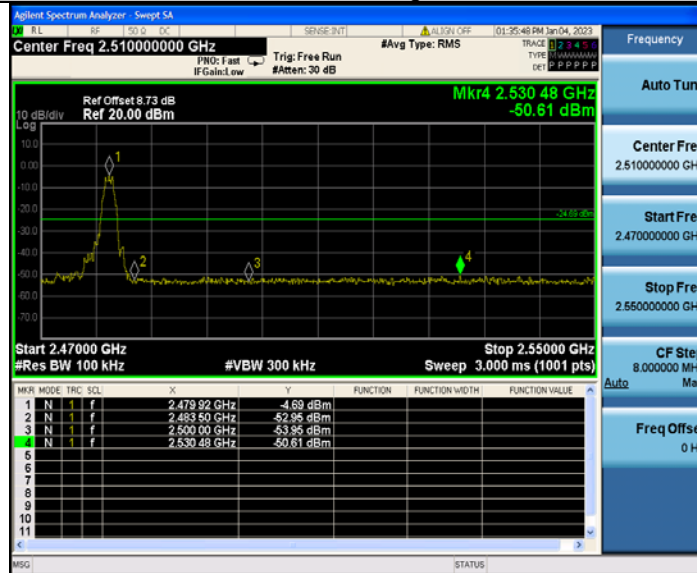 Agilent Spectrum Analyzer - Swept SA
RL RF 50 Ω DC SENSE:INT ALIGN OFF 01:35:48 PM Jan 04, 2023
Center Freq 2.510000000 GHz #Avg Type: RMS TRACE 1 2 3 4 5 6
PNO: Fast Trig: Free Run TYPE M WWWWW
IFGain:Low #Atten: 30 dB DET P P P P P P
Mkr4 2.530 48 GHz
Ref Offset 8.73 dB
10 dB/div Ref 20.00 dBm -50.61 dBm
Log
10.0
0.00
-10.0
-20.0
-24.69 dBm
-30.0
-40.0
-50.0
-60.0
-70.0
1
2
3
4
Start 2.47000 GHz Stop 2.55000 GHz
#Res BW 100 kHz #VBW 300 kHz Sweep 3.000 ms (1001 pts)
MKR MODE TRC SCL X Y FUNCTION FUNCTION WIDTH FUNCTION VALUE
1 N 1 f 2.479 92 GHz -4.69 dBm
2 N 1 f 2.483 50 GHz -52.95 dBm
3 N 1 f 2.500 00 GHz -53.95 dBm
4 N 1 f 2.530 48 GHz -50.61 dBm
5
6
7
8
9
10
11
MSG STATUS
Frequency
Auto Tun
Center Fre
2.510000000 GH
Start Fre
2.470000000 GH
Stop Fre
2.550000000 GH
CF Ste
8.000000 MH
Auto Ma
Freq Offse
0 H